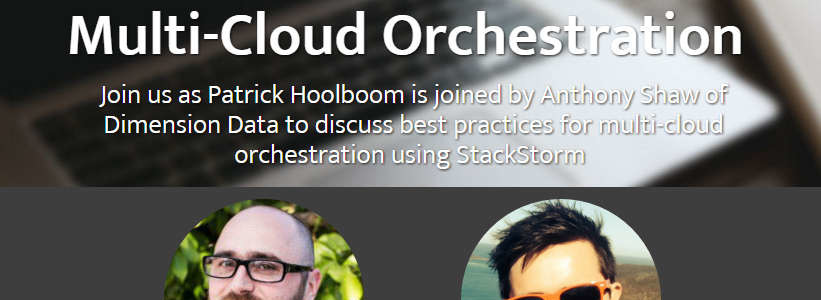 Multi-Cloud Orchestration
Join us as Patrick Hoolboom is joined by Anthony Shaw of
Dimension Data to discuss best practices for multi-cloud
orchestration using StackStorm